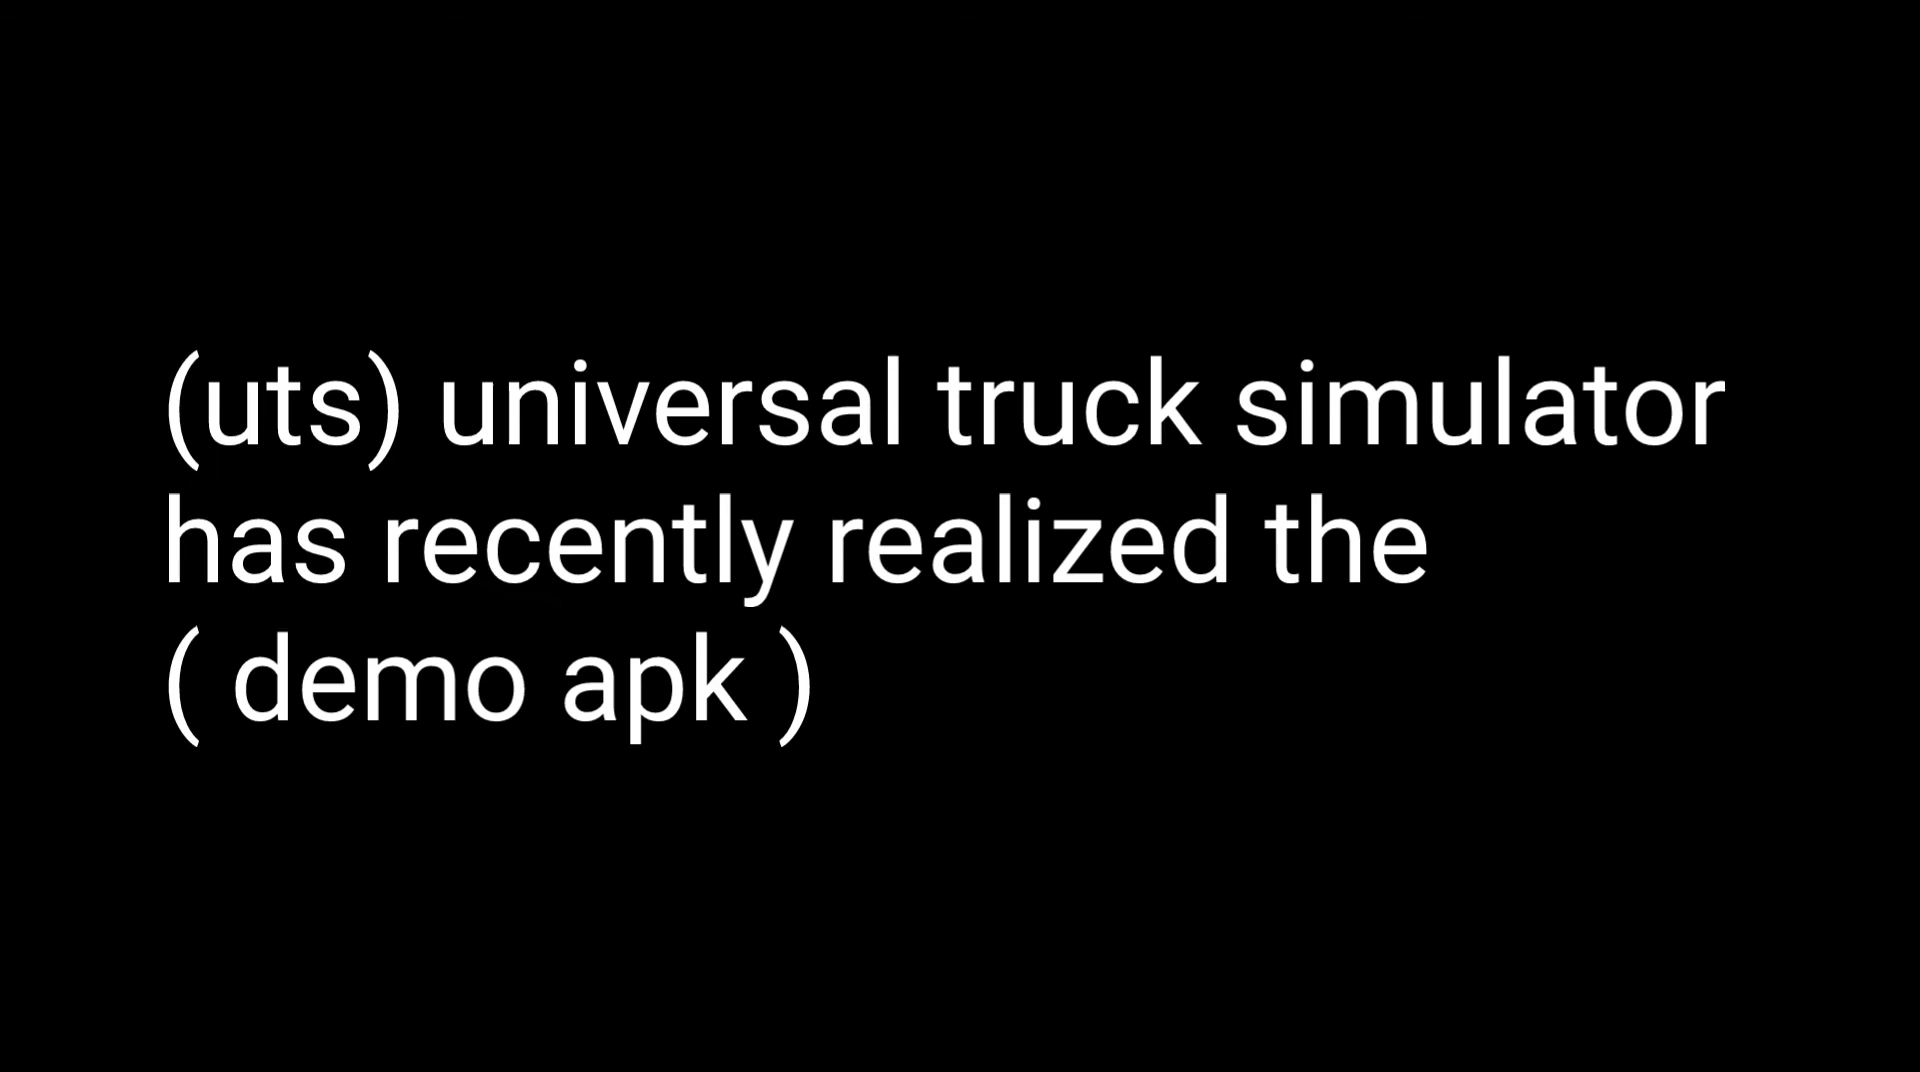 (uts) universal truck simulator
has recently realized the
( demo apk )